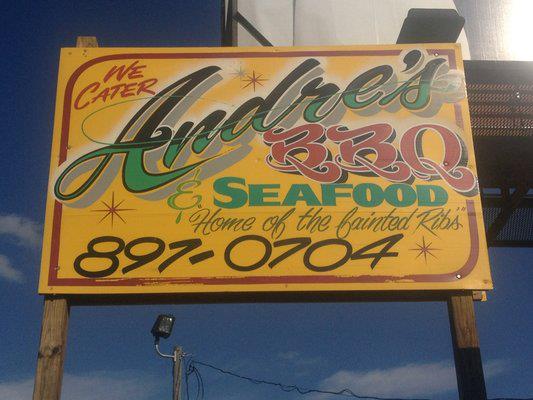 We
Cater
Andre's
BBQ
& Seafood
"Home of the fainted Ribs"
897-0704